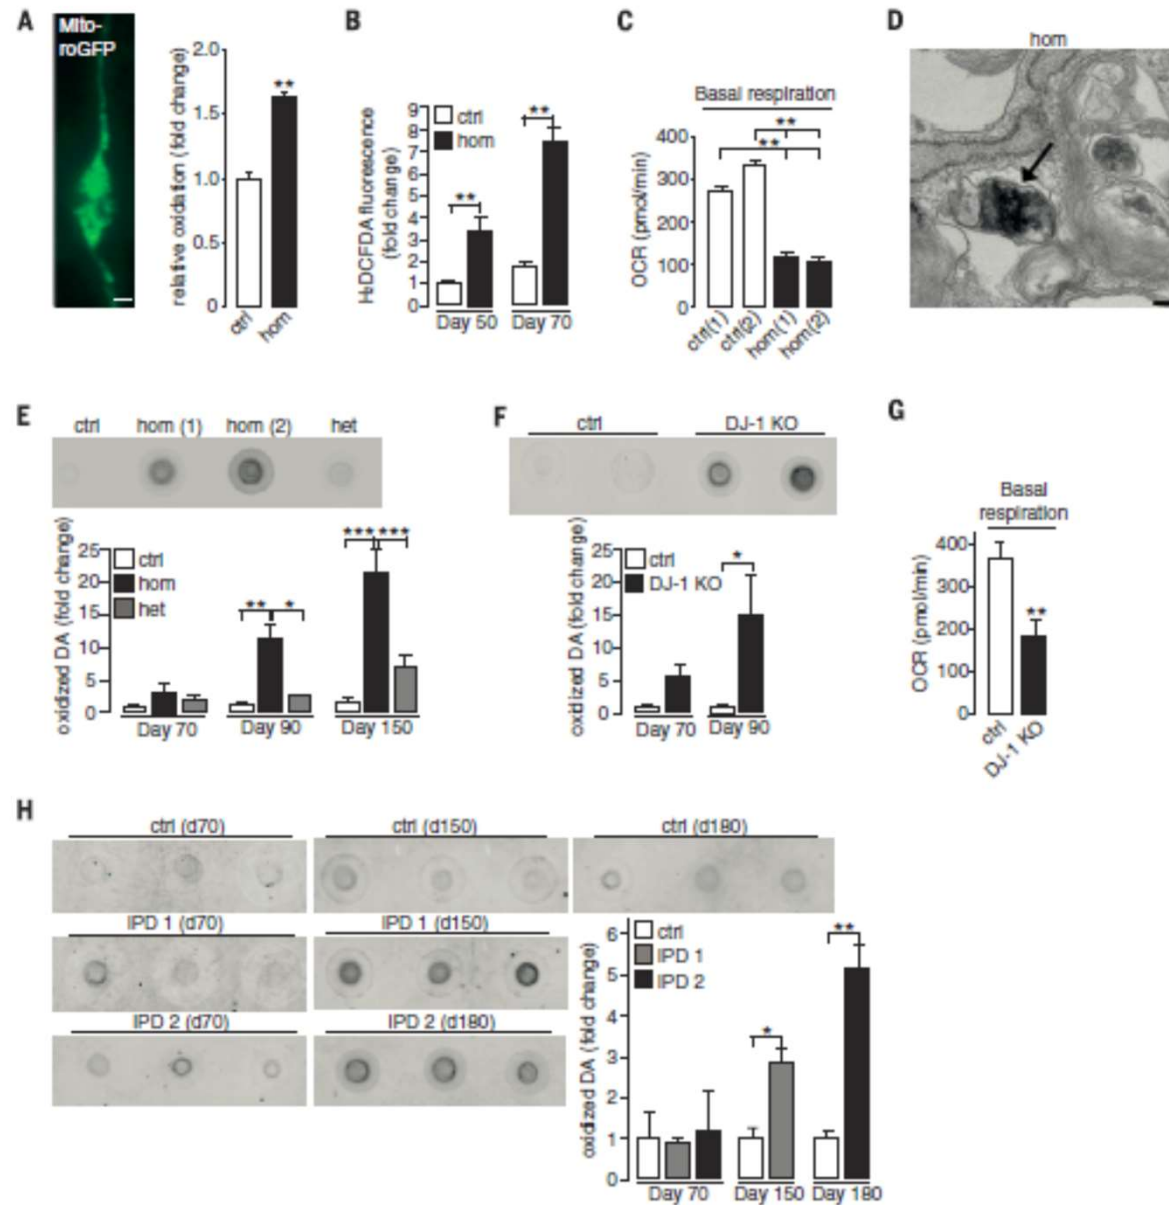 A
Mito-
roGFP
relative oxidation (fold change)
2.0
1.5
1.0
0.5
0
**
ctrl
hom
B
H₂DCFDA fluorescence
(fold change)
9
8
7
6
5
4
3
2
1
0
ctrl
hom
**
**
Day 50
Day 70
C
Basal respiration
OCR (pmol/min)
400
300
200
100
0
**
**
ctrl(1)
ctrl(2)
hom(1)
hom(2)
D
hom
E
ctrl
hom (1)
hom (2)
het
oxidized DA (fold change)
25
20
15
10
5
0
ctrl
hom
het
**
*
***
***
Day 70
Day 90
Day 150
F
ctrl
DJ-1 KO
oxidized DA (fold change)
25
20
15
10
5
0
ctrl
DJ-1 KO
*
Day 70
Day 90
G
Basal
respiration
OCR (pmol/min)
400
300
200
100
0
**
ctrl
DJ-1 KO
H
ctrl (d70)
ctrl (d150)
ctrl (d180)
IPD 1 (d70)
IPD 1 (d150)
IPD 2 (d70)
IPD 2 (d180)
oxidized DA (fold change)
6
5
4
3
2
1
0
ctrl
IPD 1
IPD 2
*
**
Day 70
Day 150
Day 180